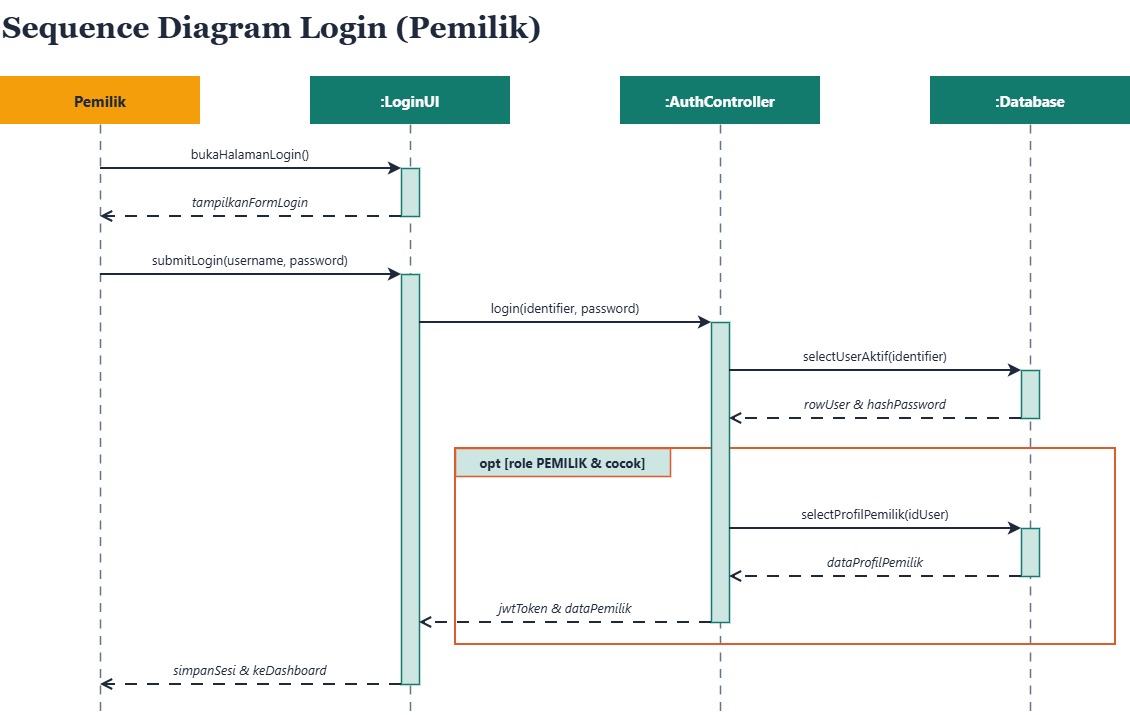 Sequence Diagram Login (Pemilik)
Pemilik
:LoginUI
:AuthController
:Database
bukaHalamanLogin()
tampilkanFormLogin
submitLogin(username, password)
login(identifier, password)
selectUserAktif(identifier)
rowUser & hashPassword
opt [role PEMILIK & cocok]
selectProfilPemilik(idUser)
dataProfilPemilik
jwtToken & dataPemilik
simpanSesi & keDashboard